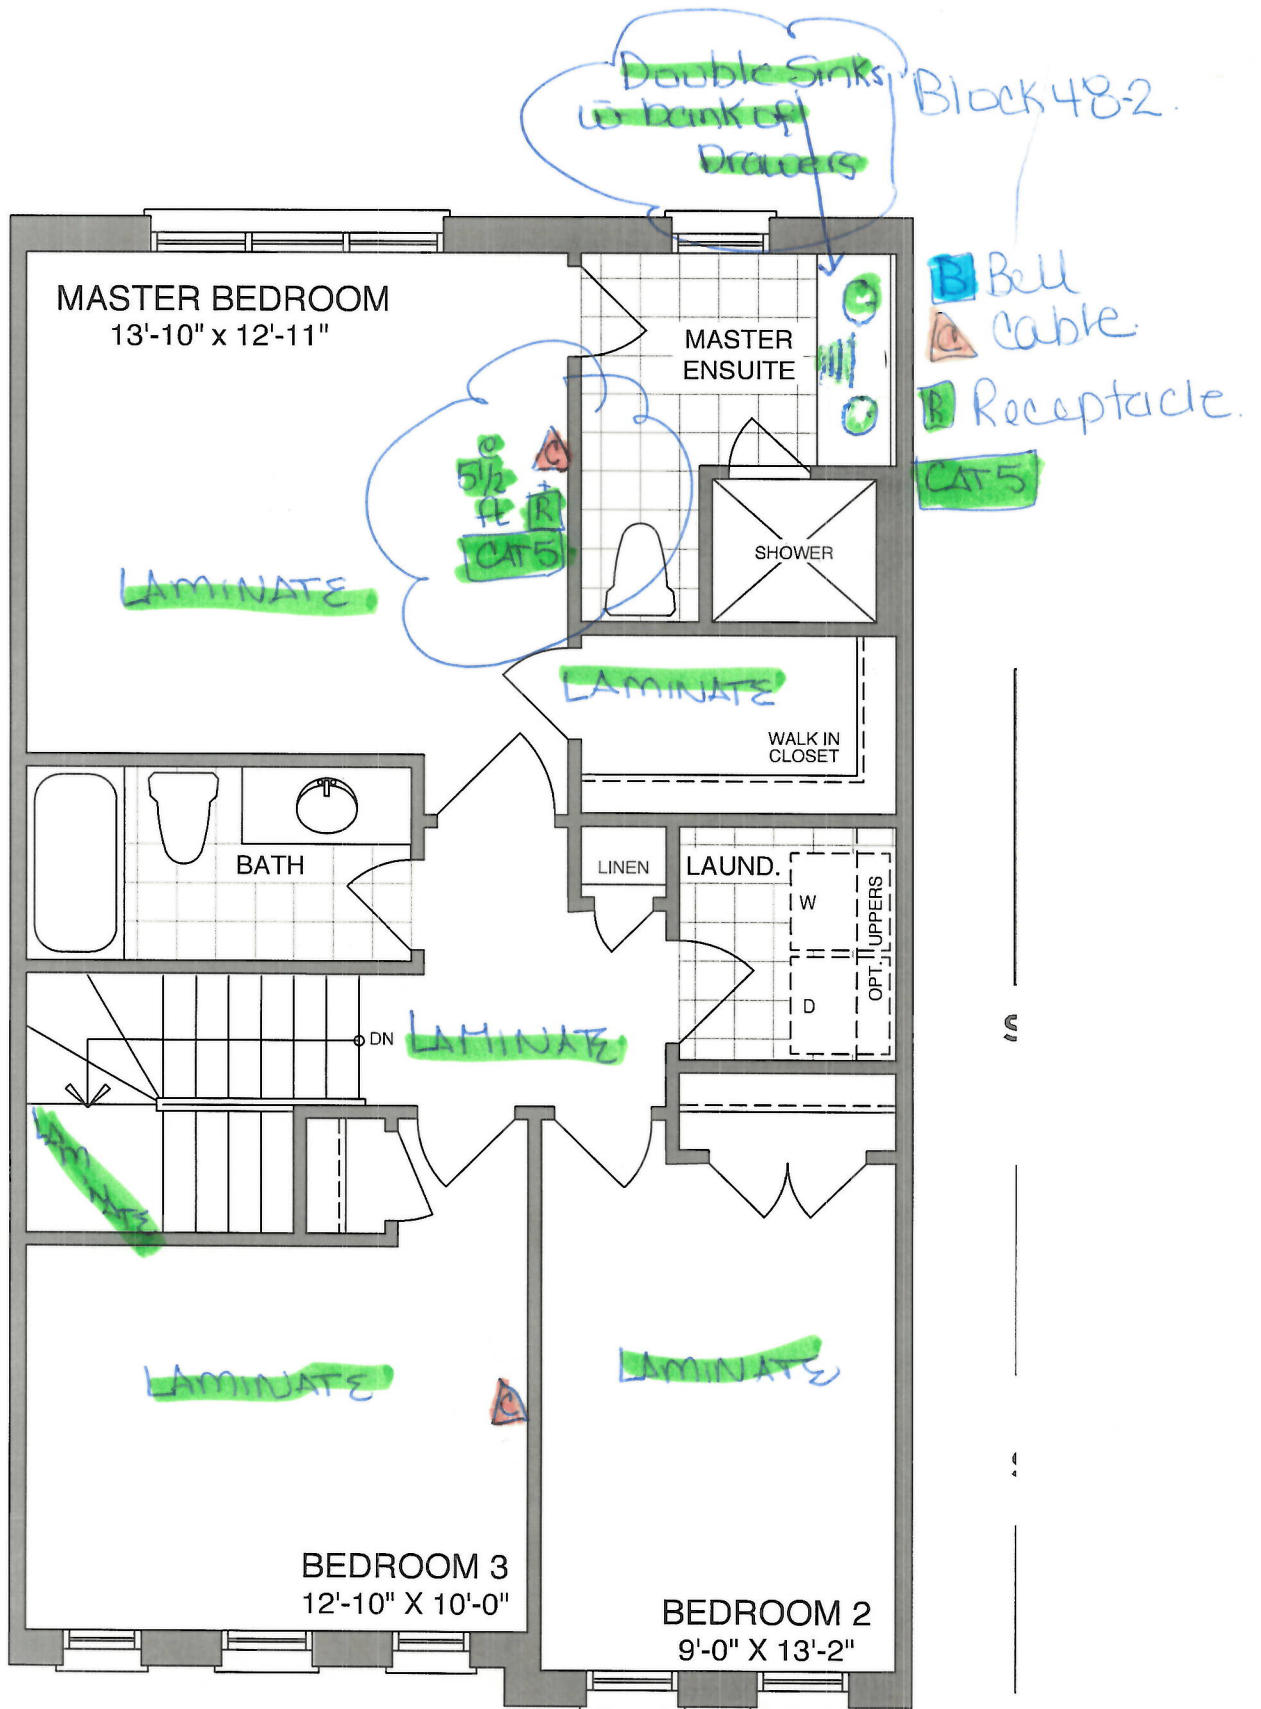 Double Sinks
w bank of
Drawers
Block 48-2.
B Bell
C Cable.
R Receptacle.
CAT5
MASTER BEDROOM
13'-10" x 12'-11"
MASTER
ENSUITE
@
5 1/2
ft
C
+
R
CAT5
SHOWER
LAMINATE
LAMINATE
WALK IN
CLOSET
BATH
LINEN
LAUND.
W
D
OPT. UPPERS
DN
LAMINATE
LAMINATE
LAMINATE
C
LAMINATE
BEDROOM 3
12'-10" X 10'-0"
BEDROOM 2
9'-0" X 13'-2"